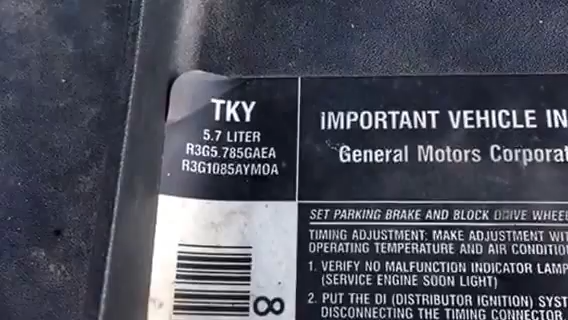 TKY
5.7 LITER
R3G5.785GAEA
R3G1085AYM0A
IMPORTANT VEHICLE IN
General Motors Corporat
SET PARKING BRAKE AND BLOCK DRIVE WHEE
TIMING ADJUSTMENT: MAKE ADJUSTMENT WIT
OPERATING TEMPERATURE AND AIR CONDITIO
1. VERIFY NO MALFUNCTION INDICATOR LAMP
(SERVICE ENGINE SOON LIGHT)
2. PUT THE DI (DISTRIBUTOR IGNITION) SYST
DISCONNECTING THE TIMING CONNECTOR.
8